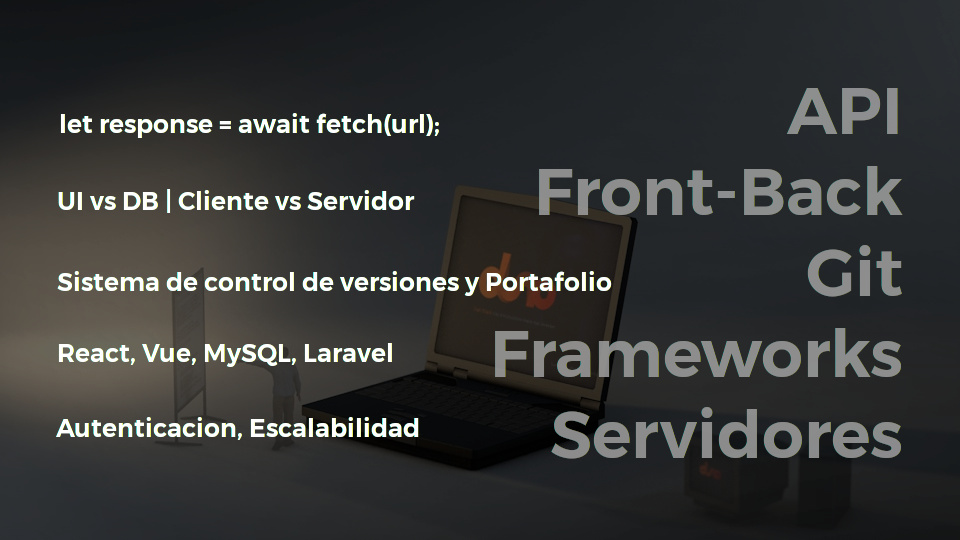 let response = await fetch(url);
API
UI vs DB | Cliente vs Servidor
Front-Back
Sistema de control de versiones y Portafolio
Git
React, Vue, MySQL, Laravel
Frameworks
Autenticacion, Escalabilidad
Servidores